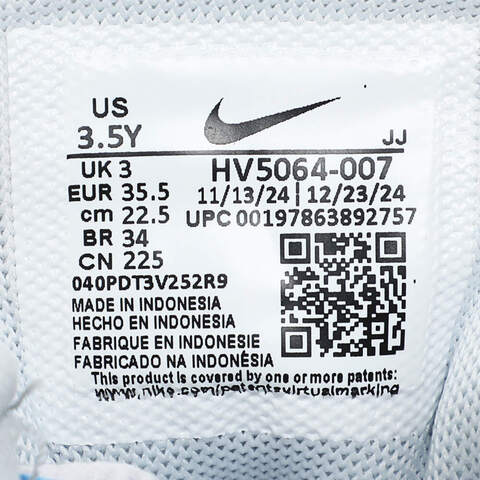 US
3.5Y
JJ
UK 3
HV5064-007
EUR 35.5
11/13/24 | 12/23/24
cm 22.5
UPC 00197863892757
BR 34
CN 225
040PDT3V252R9
MADE IN INDONESIA
HECHO EN INDONESIA
FABRIQUE EN INDONESIE
FABRICADO NA INDONÉSIA
This product is covered by one or more patents:
www.nike.com/patents+virtualmarking